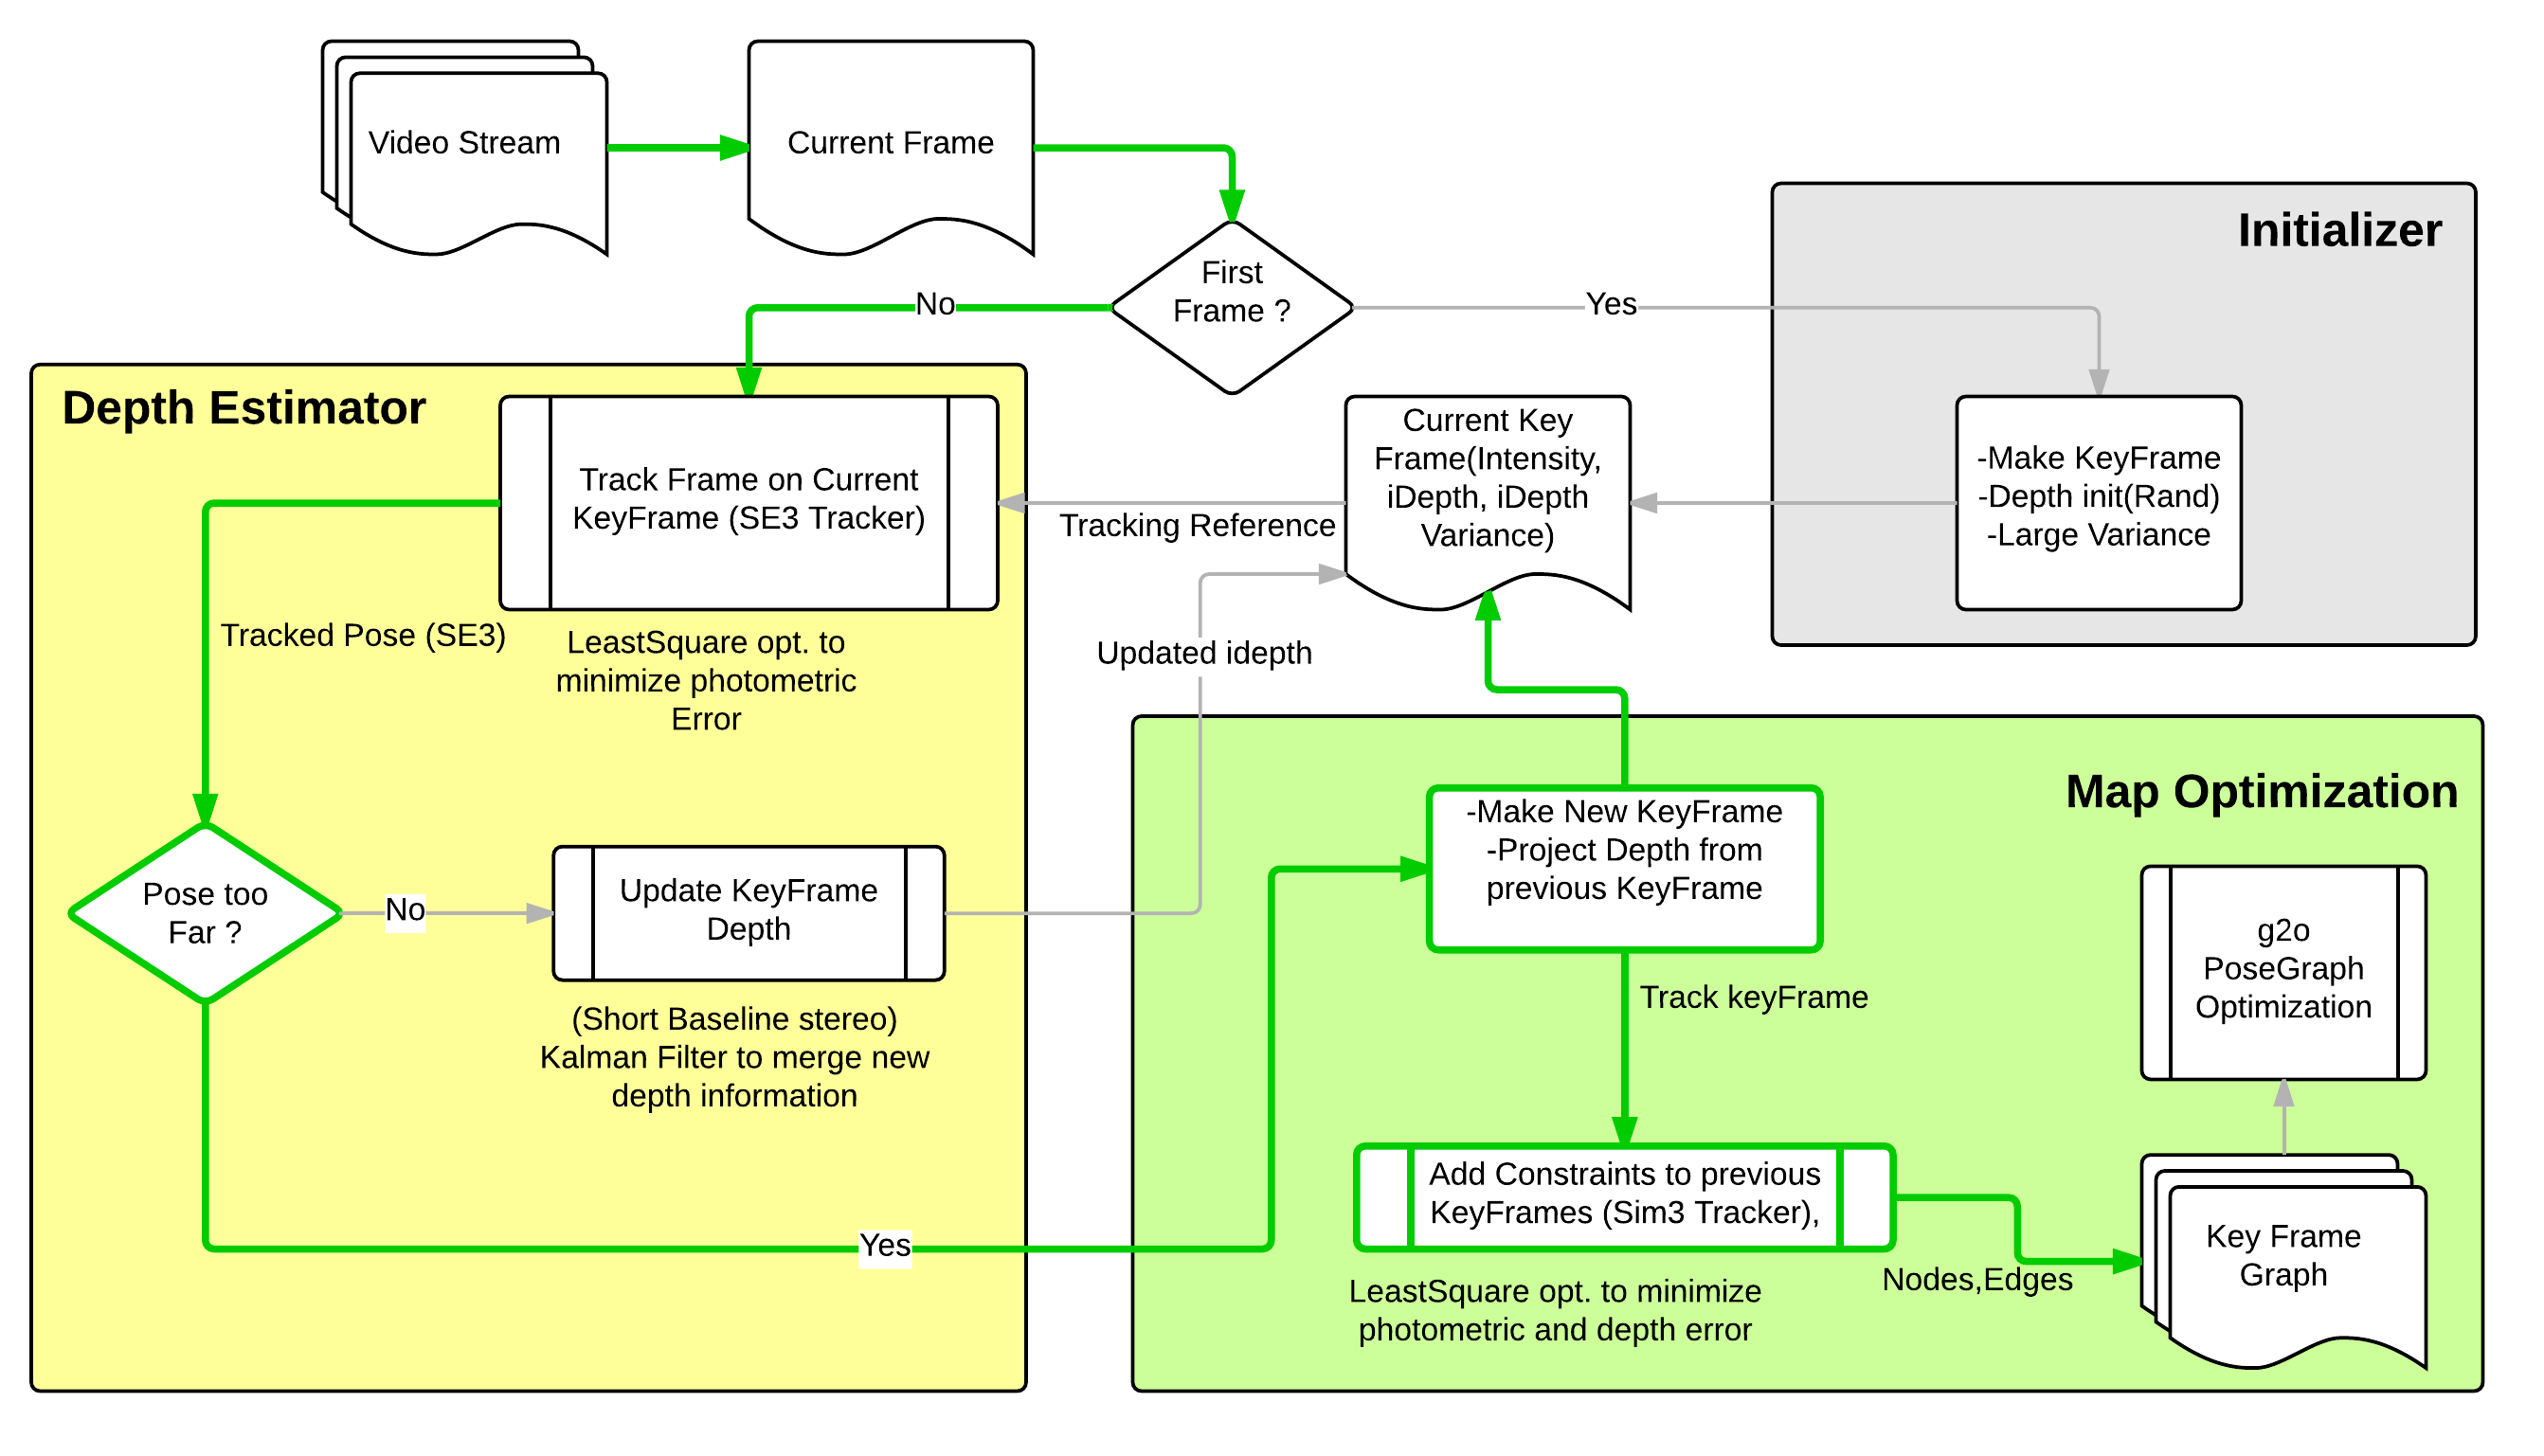 Video Stream
Current Frame
First
Frame ?
No
Yes
Initializer
-Make KeyFrame
-Depth init(Rand)
-Large Variance
Current Key
Frame(Intensity,
iDepth, iDepth
Variance)
Tracking Reference
Updated idepth
Depth Estimator
Track Frame on Current
KeyFrame (SE3 Tracker)
LeastSquare opt. to
minimize photometric
Error
Tracked Pose (SE3)
Pose too
Far ?
No
Update KeyFrame
Depth
(Short Baseline stereo)
Kalman Filter to merge new
depth information
Yes
Map Optimization
-Make New KeyFrame
-Project Depth from
previous KeyFrame
Track keyFrame
Add Constraints to previous
KeyFrames (Sim3 Tracker),
LeastSquare opt. to minimize
photometric and depth error
Nodes,Edges
Key Frame
Graph
g2o
PoseGraph
Optimization